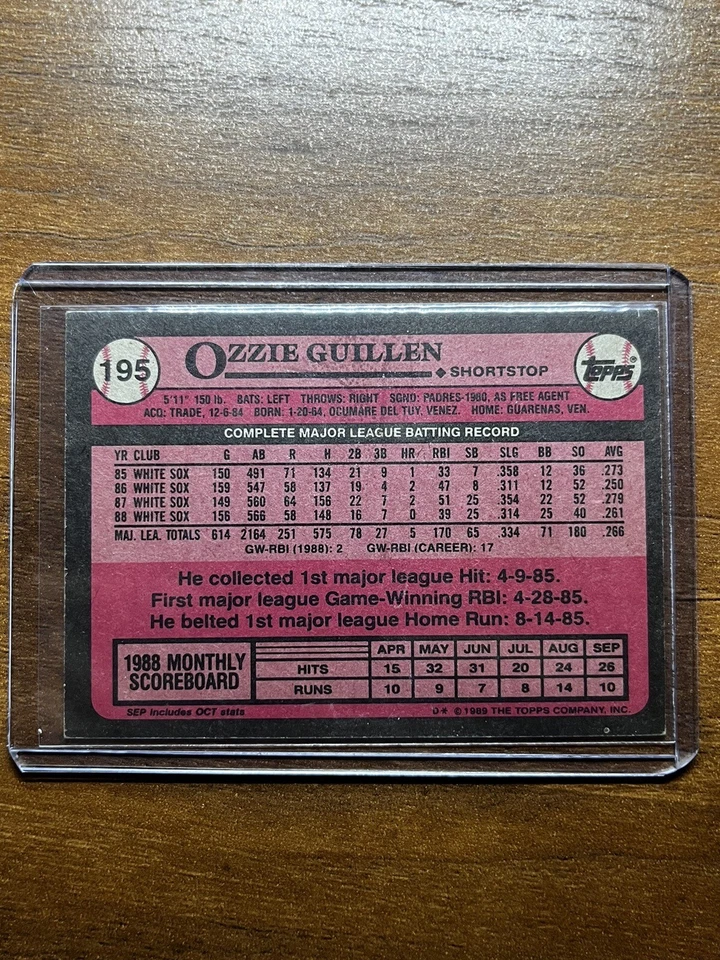 195
OZZIE GUILLEN
SHORTSTOP
TOPPS®
5'11" 150 lb. BATS: LEFT THROWS: RIGHT SGND: PADRES-1980, AS FREE AGENT
ACQ: TRADE, 12-6-84 BORN: 1-20-64, OCUMARE DEL TUY, VENEZ. HOME: GUARENAS, VEN.
COMPLETE MAJOR LEAGUE BATTING RECORD
YR CLUB G AB R H 2B 3B HR RBI SB SLG BB SO AVG
85 WHITE SOX 150 491 71 134 21 9 1 33 7 .358 12 36 .273
86 WHITE SOX 159 547 58 137 19 4 2 47 8 .311 12 52 .250
87 WHITE SOX 149 560 64 156 22 7 2 51 25 .354 22 52 .279
88 WHITE SOX 156 566 58 148 16 7 0 39 25 .314 25 40 .261
MAJ. LEA. TOTALS 614 2164 251 575 78 27 5 170 65 .334 71 180 .266
GW-RBI (1988): 2 GW-RBI (CAREER): 17
He collected 1st major league Hit: 4-9-85.
First major league Game-Winning RBI: 4-28-85.
He belted 1st major league Home Run: 8-14-85.
1988 MONTHLY
SCOREBOARD
APR MAY JUN JUL AUG SEP
HITS 15 32 31 20 24 26
RUNS 10 9 7 8 14 10
SEP includes OCT stats
D* © 1989 THE TOPPS COMPANY, INC.